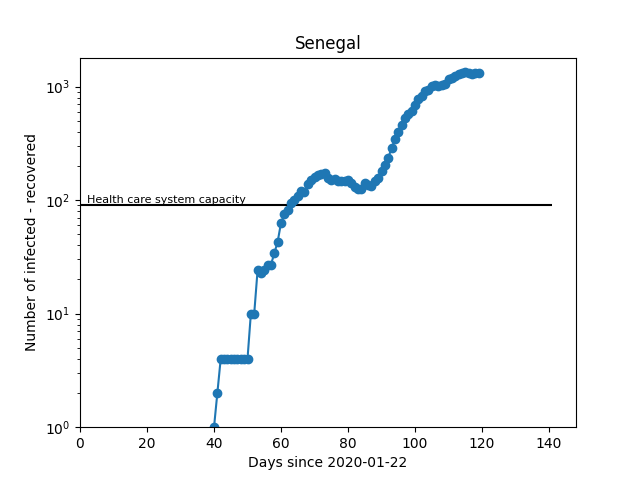 Senegal
Number of infected - recovered
10³
10²
10¹
10⁰
Health care system capacity
0 20 40 60 80 100 120 140
Days since 2020-01-22